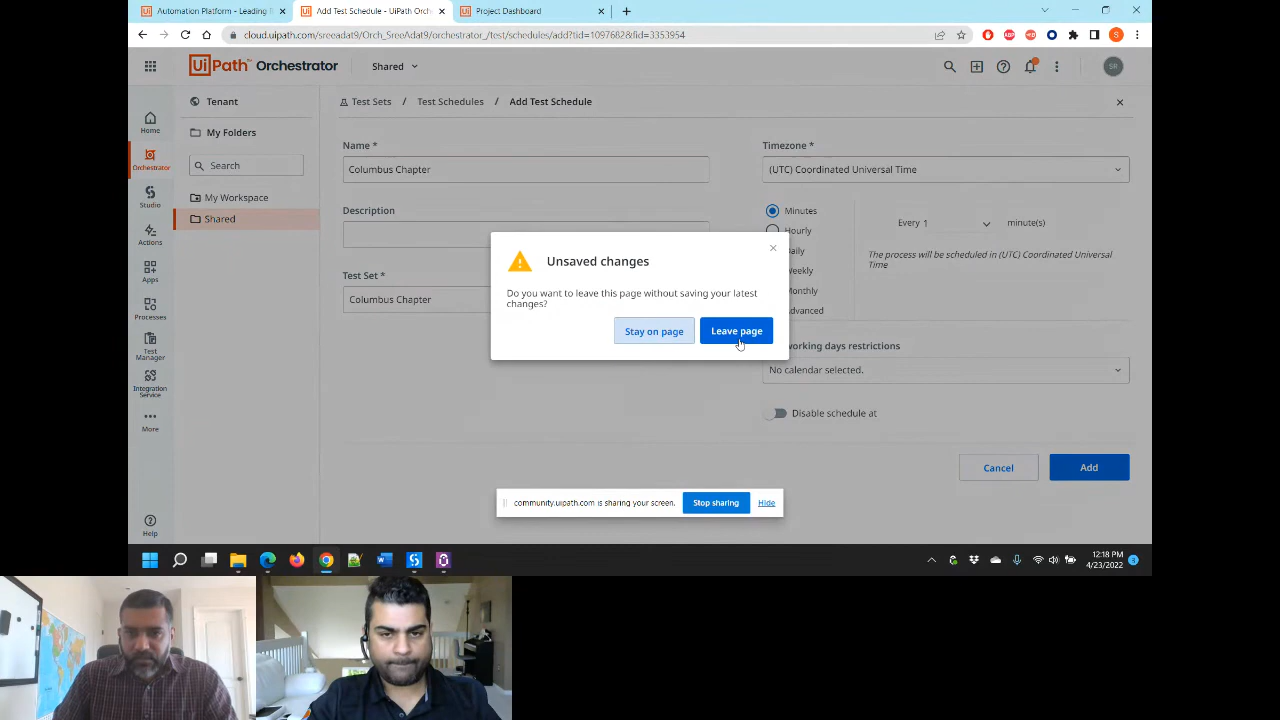 Automation Platform - Leading R
Add Test Schedule - UiPath Orch
Project Dashboard
cloud.uipath.com/sreeadat9/Orch_SreoAdat9/orchestrator_/test/schedules/add?tid=1097682&fid=3353954
UiPath Orchestrator
Shared
SR
Tenant
Test Sets / Test Schedules / Add Test Schedule
My Folders
Home
Search
Orchestrator
My Workspace
Shared
Studio
Actions
Apps
Processes
Test Manager
Integration Service
More
Help
Name *
Columbus Chapter
Description
Test Set *
Columbus Chapter
Timezone *
(UTC) Coordinated Universal Time
Minutes
Hourly
Daily
Weekly
Monthly
Advanced
Every 1 minute(s)
The process will be scheduled in (UTC) Coordinated Universal
Time
working days restrictions
No calendar selected.
Disable schedule at
Cancel
Add
Unsaved changes
Do you want to leave this page without saving your latest
changes?
Stay on page
Leave page
community.uipath.com is sharing your screen.
Stop sharing
Hide
12:18 PM
4/23/2022